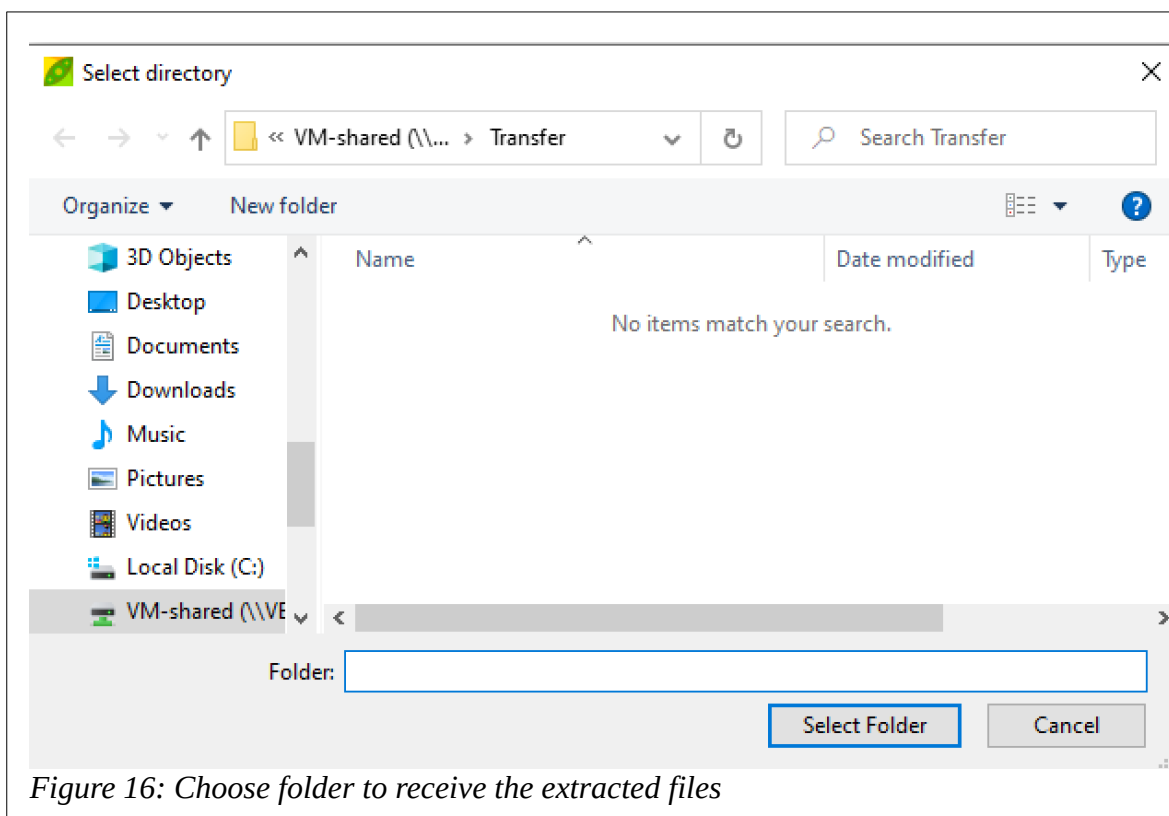 Select directory
« VM-shared (\\... › Transfer
Search Transfer
Organize
New folder
?
3D Objects
Desktop
Documents
Downloads
Music
Pictures
Videos
Local Disk (C:)
VM-shared (\\VE
Name
Date modified
Type
No items match your search.
Folder:
Select Folder
Cancel
Figure 16: Choose folder to receive the extracted files